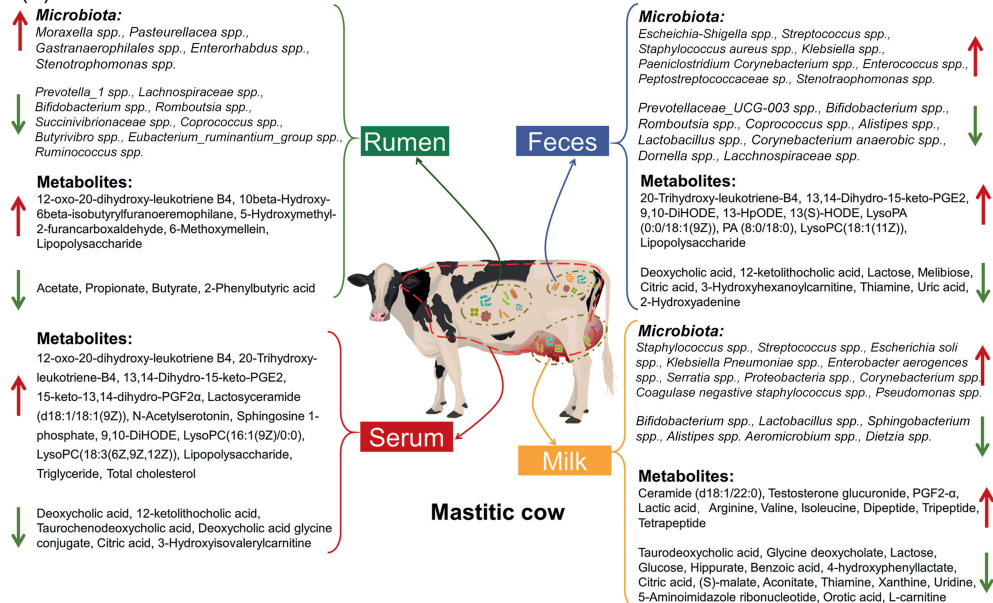 Microbiota:
Moraxella spp., Pasteurellacea spp.,
Gastranaerophilales spp., Enterorhabdus spp.,
Stenotrophomonas spp.
Prevotella_1 spp., Lachnospiraceae spp.,
Bifidobacterium spp., Romboutsia spp.,
Succinivibrionaceae spp., Coprococcus spp.,
Butyrivibro spp., Eubacterium_ruminantium_group spp.,
Ruminococcus spp.
Metabolites:
12-oxo-20-dihydroxy-leukotriene B4, 10beta-Hydroxy-
6beta-isobutyrylfuranoeremophilane, 5-Hydroxymethyl-
2-furancarboxaldehyde, 6-Methoxymellein,
Lipopolysaccharide
Acetate, Propionate, Butyrate, 2-Phenylbutyric acid
Rumen
Metabolites:
12-oxo-20-dihydroxy-leukotriene B4, 20-Trihydroxy-
leukotriene-B4, 13,14-Dihydro-15-keto-PGE2,
15-keto-13,14-dihydro-PGF2α, Lactosyceramide
(d18:1/18:1(9Z)), N-Acetylserotonin, Sphingosine 1-
phosphate, 9,10-DiHODE, LysoPC(16:1(9Z)/0:0),
LysoPC(18:3(6Z,9Z,12Z)), Lipopolysaccharide,
Triglyceride, Total cholesterol
Deoxycholic acid, 12-ketolithocholic acid,
Taurochenodeoxycholic acid, Deoxycholic acid glycine
conjugate, Citric acid, 3-Hydroxyisovalerylcarnitine
Serum
Mastitic cow
Feces
Microbiota:
Escheichia-Shigella spp., Streptococcus spp.,
Staphylococcus aureus spp., Klebsiella spp.,
Paeniclostridium Corynebacterium spp., Enterococcus spp.,
Peptostreptococcaceae sp., Stenotraophomonas spp.
Prevotellaceae_UCG-003 spp., Bifidobacterium spp.,
Romboutsia spp., Coprococcus spp., Alistipes spp.,
Lactobacillus spp., Corynebacterium anaerobic spp.,
Dornella spp., Lacchnospiraceae spp.
Metabolites:
20-Trihydroxy-leukotriene-B4, 13,14-Dihydro-15-keto-PGE2,
9,10-DiHODE, 13-HpODE, 13(S)-HODE, LysoPA
(0:0/18:1(9Z)), PA (8:0/18:0), LysoPC(18:1(11Z)),
Lipopolysaccharide
Deoxycholic acid, 12-ketolithocholic acid, Lactose, Melibiose,
Citric acid, 3-Hydroxyhexanoylcarnitine, Thiamine, Uric acid,
2-Hydroxyadenine
Milk
Microbiota:
Staphylococcus spp., Streptococcus spp., Escherichia soli
spp., Klebsiella Pneumoniae spp., Enterobacter aerogences
spp., Serratia spp., Proteobacteria spp., Corynebacterium spp.,
Coagulase negative staphylococcus spp., Pseudomonas spp.
Bifidobacterium spp., Lactobacillus spp., Sphingobacterium
spp., Alistipes spp. Aeromicrobium spp., Dietzia spp.
Metabolites:
Ceramide (d18:1/22:0), Testosterone glucuronide, PGF2-α,
Lactic acid, Arginine, Valine, Isoleucine, Dipeptide, Tripeptide,
Tetrapeptide
Taurodeoxycholic acid, Glycine deoxycholate, Lactose,
Glucose, Hippurate, Benzoic acid, 4-hydroxyphenyllactate,
Citric acid, (S)-malate, Aconitate, Thiamine, Xanthine, Uridine,
5-Aminoimidazole ribonucleotide, Orotic acid, L-carnitine